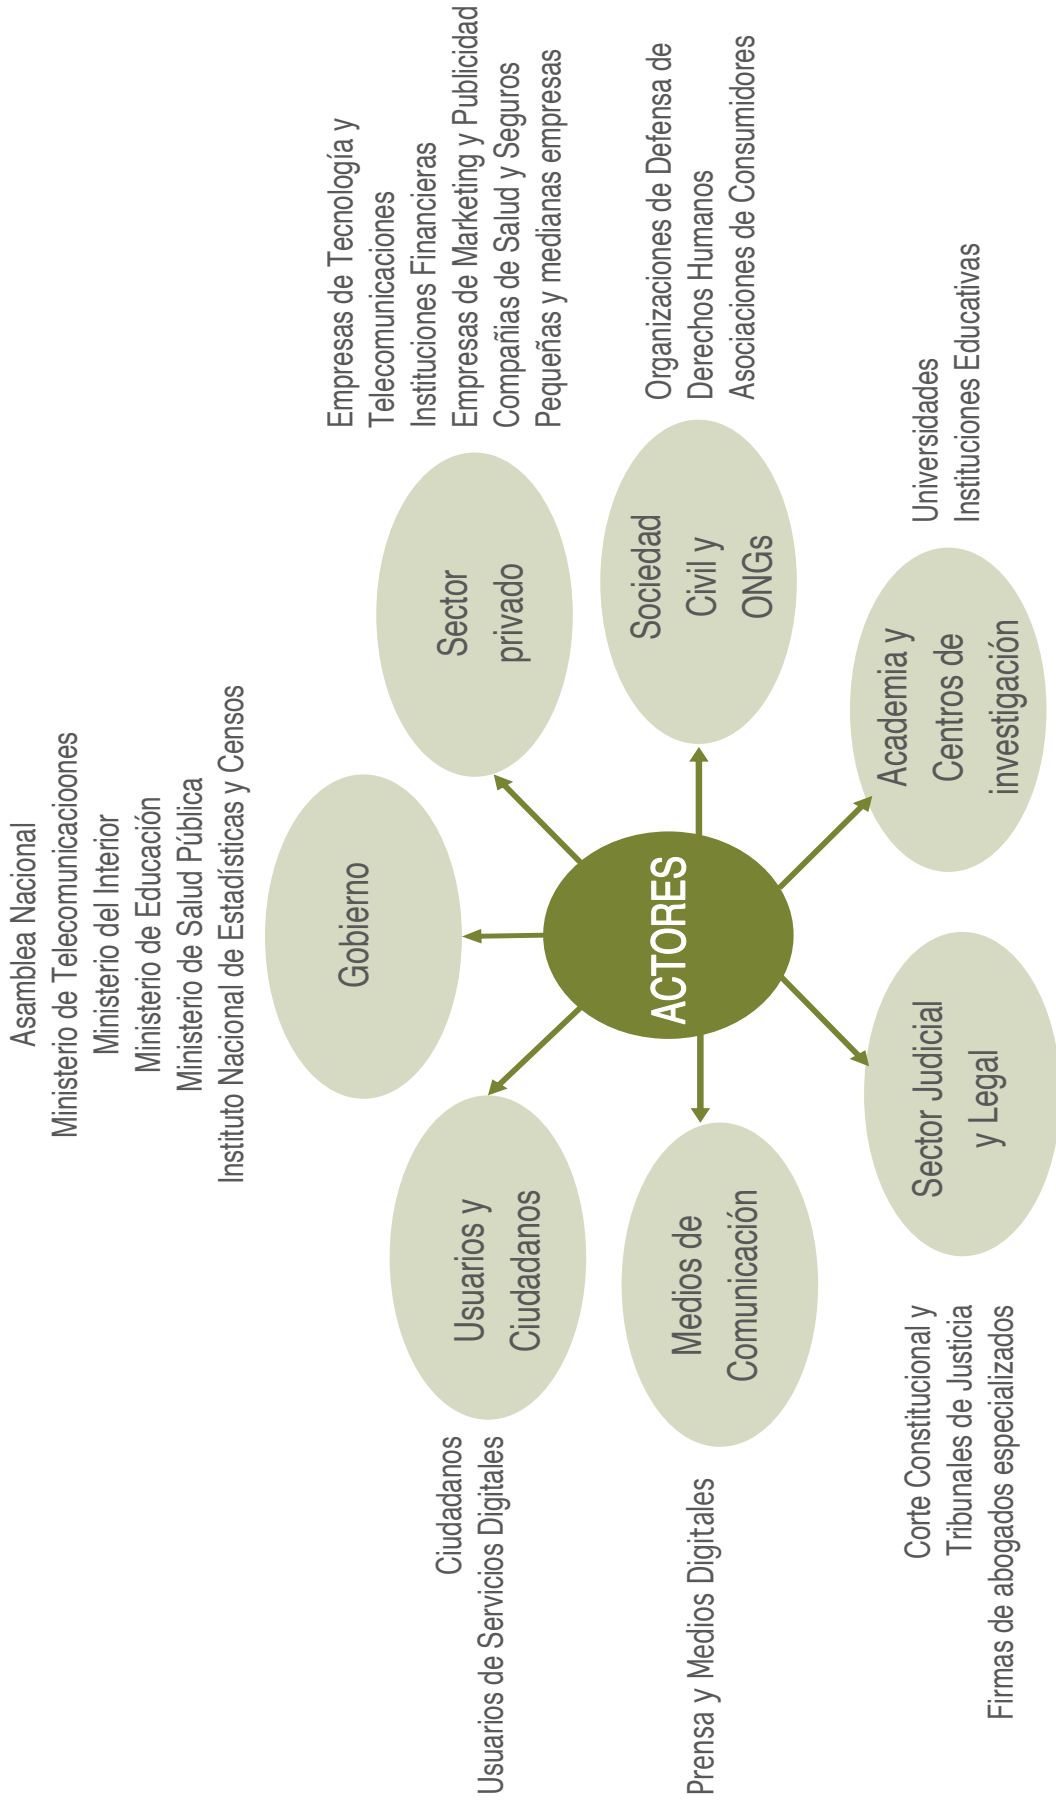 Asamblea Nacional
Ministerio de Telecomunicacioones
Ministerio del Interior
Ministerio de Educación
Ministerio de Salud Pública
Instituto Nacional de Estadísticas y Censos
Gobierno
Empresas de Tecnología y
Telecomunicaciones
Instituciones Financieras
Empresas de Marketing y Publicidad
Compañias de Salud y Seguros
Pequeñas y medianas empresas
Sector
privado
Organizaciones de Defensa de
Derechos Humanos
Asociaciones de Consumidores
Sociedad
Civil y
ONGs
Universidades
Instituciones Educativas
Academia y
Centros de
investigación
ACTORES
Sector Judicial
y Legal
Corte Constitucional y
Tribunales de Justicia
Firmas de abogados especializados
Medios de
Comunicación
Prensa y Medios Digitales
Usuarios y
Ciudadanos
Ciudadanos
Usuarios de Servicios Digitales